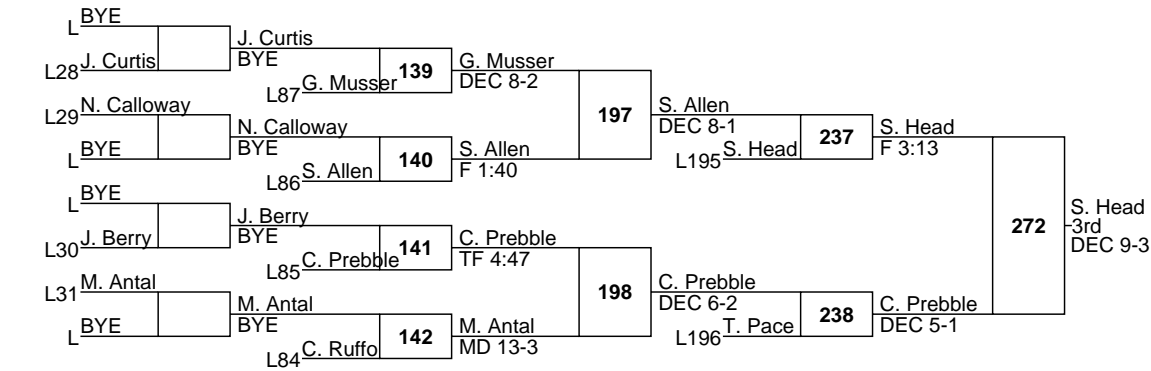 L BYE
L28 J. Curtis
J. Curtis
BYE
L87 G. Musser
139
G. Musser
DEC 8-2
L29 N. Calloway
L BYE
N. Calloway
BYE
L86 S. Allen
140
S. Allen
F 1:40
197
S. Allen
DEC 8-1
L195 S. Head
237
S. Head
F 3:13
L BYE
L30 J. Berry
J. Berry
BYE
L85 C. Prebble
141
C. Prebble
TF 4:47
L31 M. Antal
L BYE
M. Antal
BYE
L84 C. Ruffo
142
M. Antal
MD 13-3
198
C. Prebble
DEC 6-2
L196 T. Pace
238
C. Prebble
DEC 5-1
272
S. Head
3rd
DEC 9-3